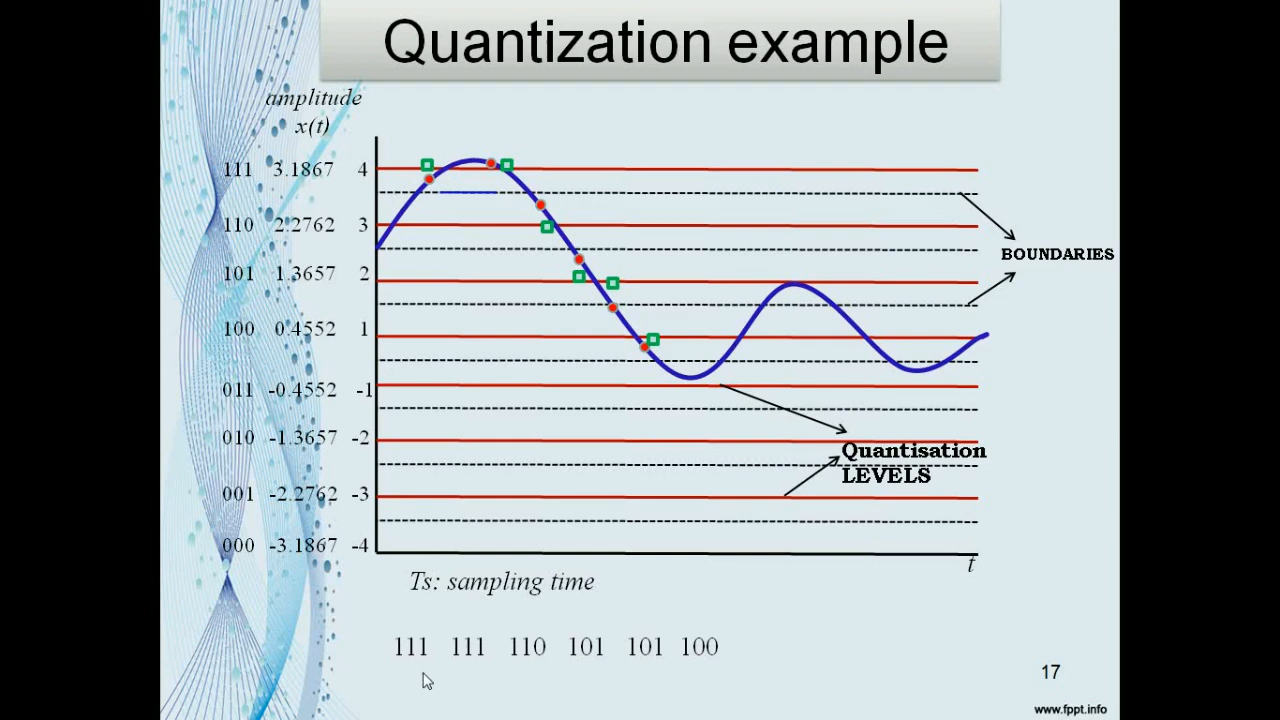 Quantization example
amplitude
x(t)
111 3.1867 4
110 2.2762 3
101 1.3657 2
100 0.4552 1
011 -0.4552 -1
010 -1.3657 -2
001 -2.2762 -3
000 -3.1867 -4
BOUNDARIES
Quantisation
LEVELS
t
Ts: sampling time
111 111 110 101 101 100
17
www.fppt.info